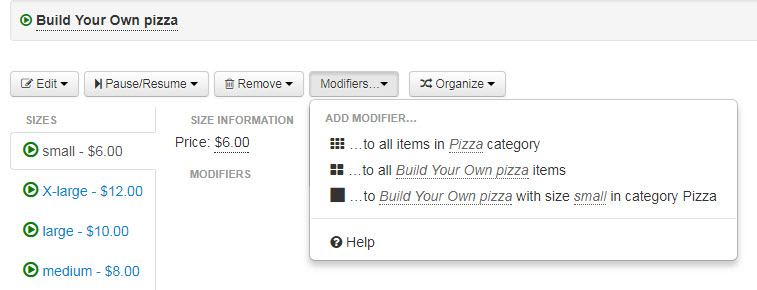 Build Your Own pizza
Edit
Pause/Resume
Remove
Modifiers...
Organize
SIZES
small - $6.00
X-large - $12.00
large - $10.00
medium - $8.00
SIZE INFORMATION
Price: $6.00
MODIFIERS
ADD MODIFIER...
...to all items in Pizza category
...to all Build Your Own pizza items
...to Build Your Own pizza with size small in category Pizza
Help